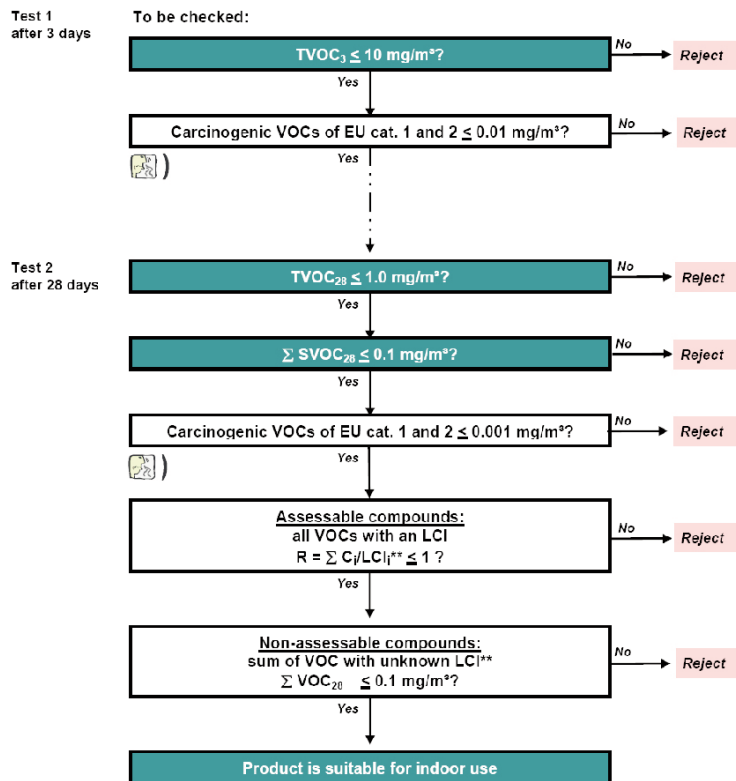 Test 1
after 3 days
To be checked:
TVOC₃ ≤ 10 mg/m³?
No
Reject
Yes
Carcinogenic VOCs of EU cat. 1 and 2 ≤ 0.01 mg/m³?
No
Reject
Yes
)
Test 2
after 28 days
TVOC₂₈ ≤ 1.0 mg/m³?
No
Reject
Yes
Σ SVOC₂₈ ≤ 0.1 mg/m³?
No
Reject
Yes
Carcinogenic VOCs of EU cat. 1 and 2 ≤ 0.001 mg/m³?
No
Reject
Yes
)
Assessable compounds:
all VOCs with an LCI
R = Σ Cᵢ/LCIᵢ** ≤ 1 ?
No
Reject
Yes
Non-assessable compounds:
sum of VOC with unknown LCI**
Σ VOC₂₈ ≤ 0.1 mg/m³?
No
Reject
Yes
Product is suitable for indoor use